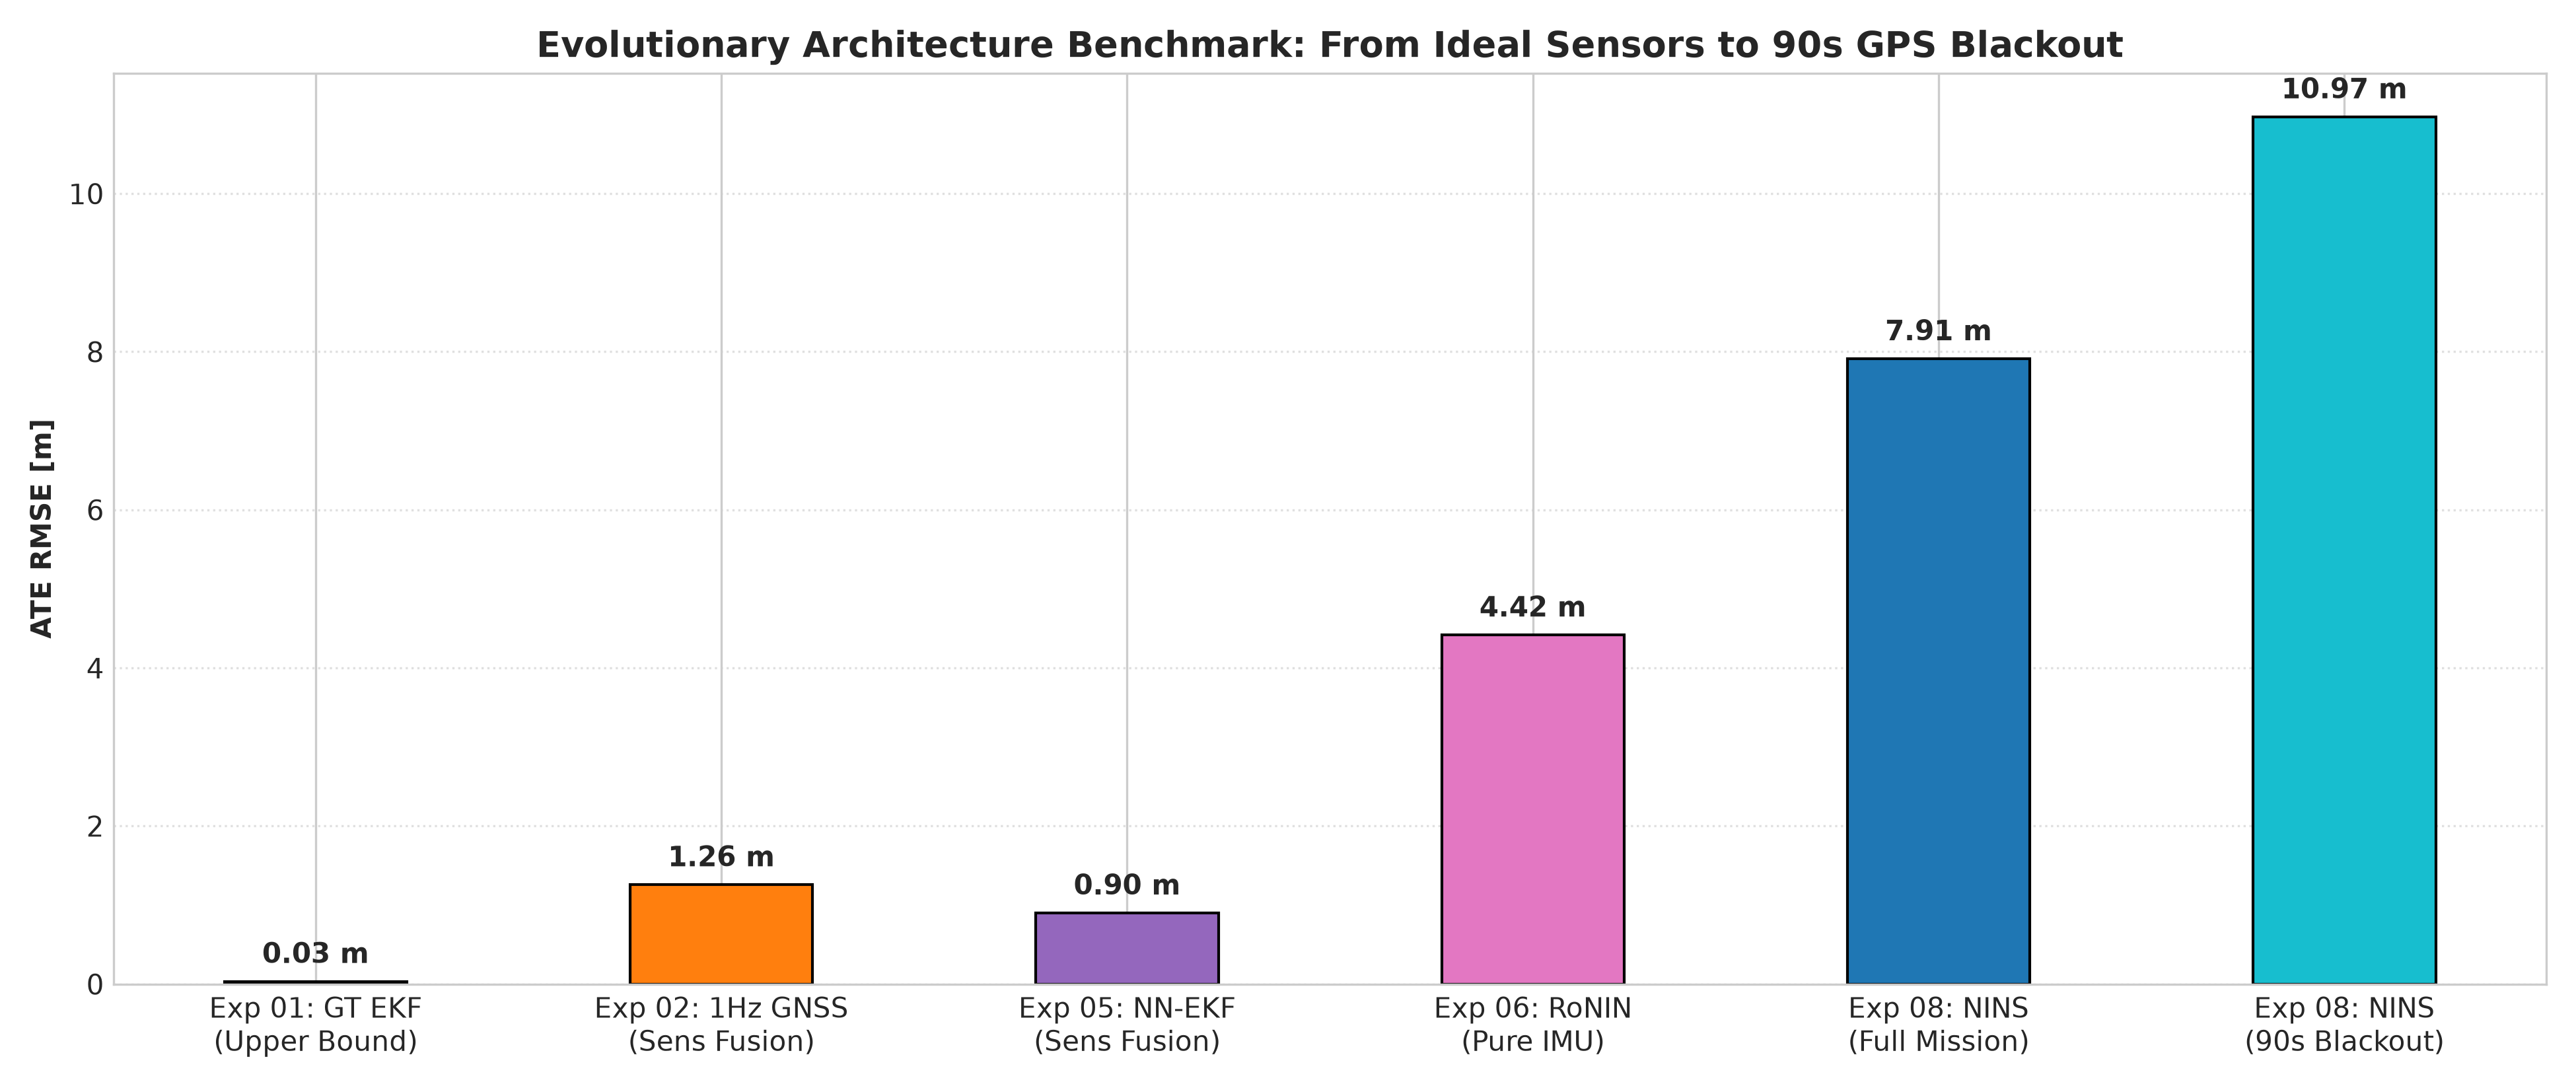 Evolutionary Architecture Benchmark: From Ideal Sensors to 90s GPS Blackout
ATE RMSE [m]
10
8
6
4
2
0
0.03 m
1.26 m
0.90 m
4.42 m
7.91 m
10.97 m
Exp 01: GT EKF
(Upper Bound)
Exp 02: 1Hz GNSS
(Sens Fusion)
Exp 05: NN-EKF
(Sens Fusion)
Exp 06: RoNIN
(Pure IMU)
Exp 08: NINS
(Full Mission)
Exp 08: NINS
(90s Blackout)